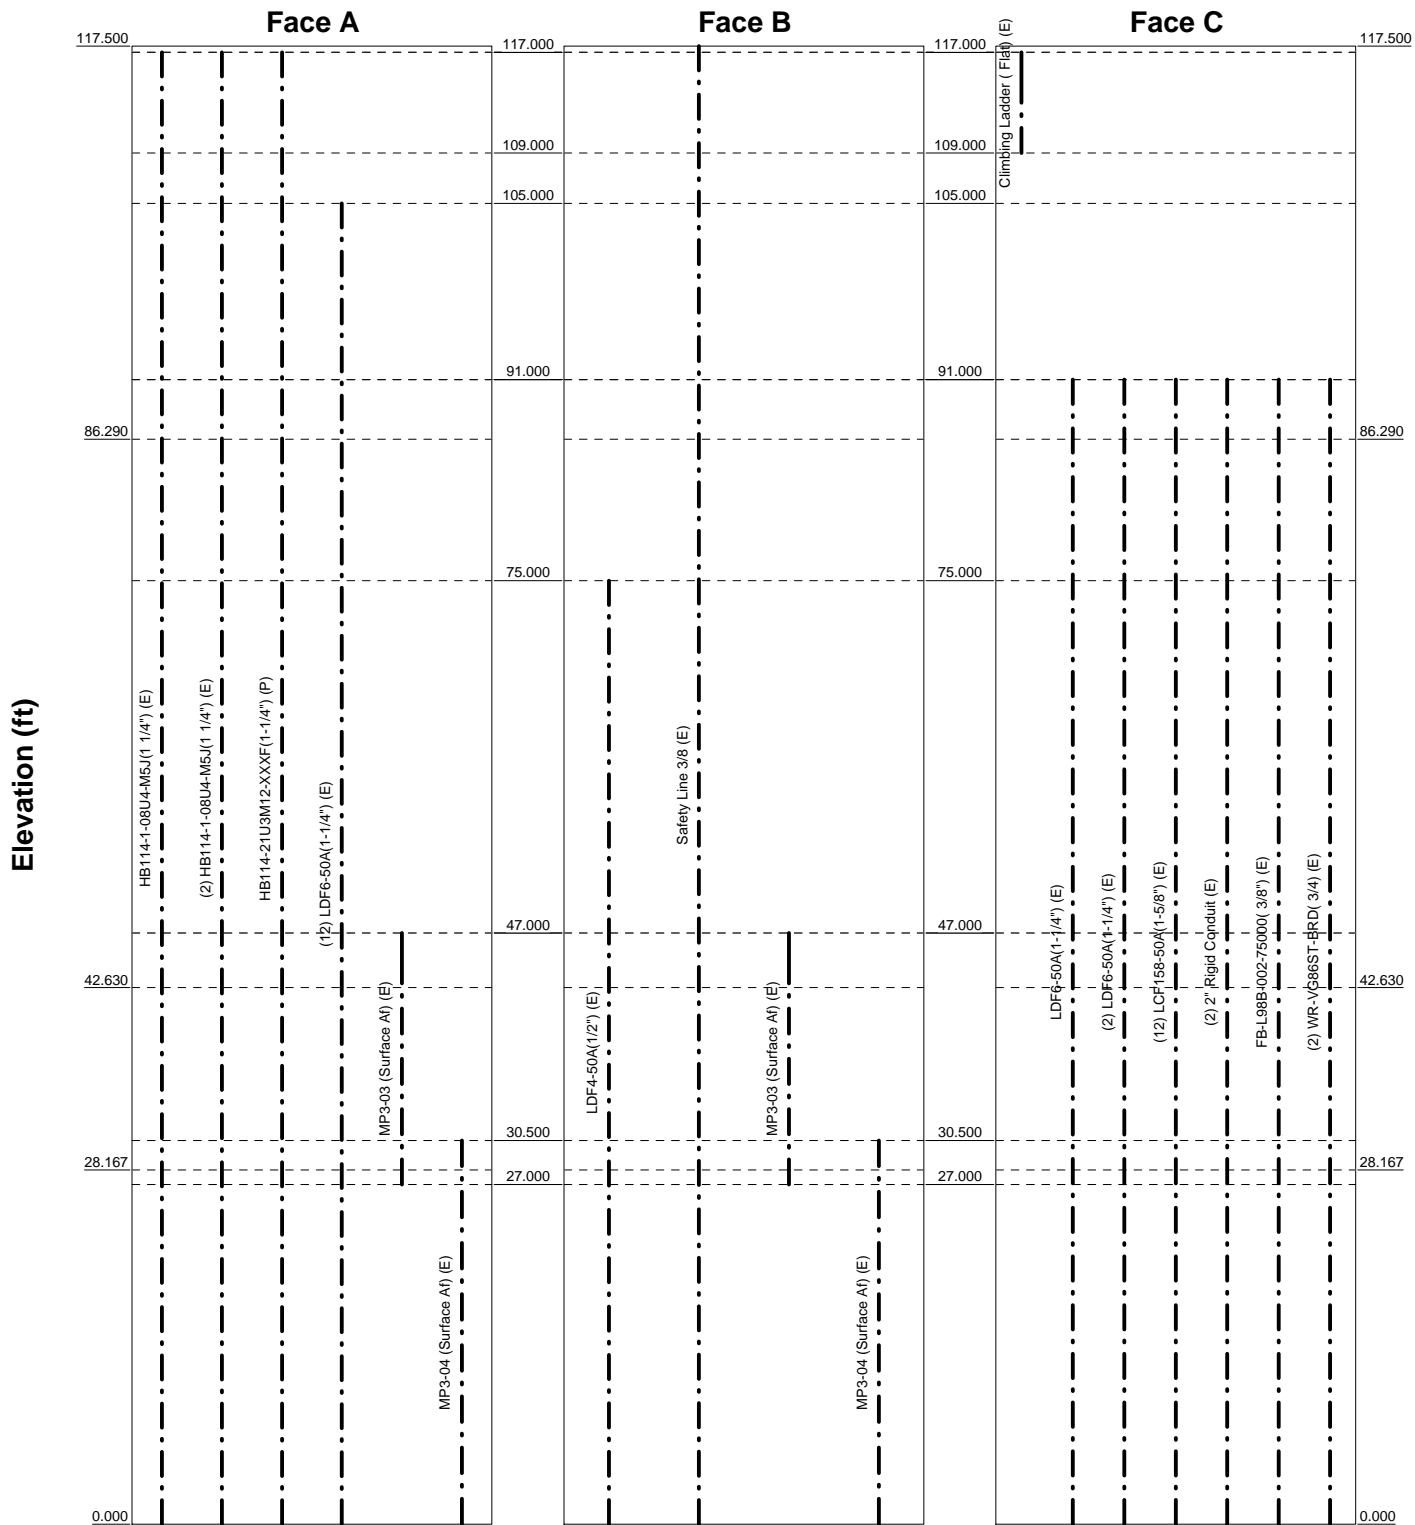 Face A
Face B
Face C
117.500
117.000
117.000
117.500
109.000
109.000
105.000
105.000
91.000
91.000
86.290
86.290
75.000
75.000
47.000
47.000
42.630
42.630
30.500
30.500
28.167
28.167
27.000
27.000
0.000
0.000
Elevation (ft)
HB114-1-08U4-M5J(1 1/4") (E)
(2) HB114-1-08U4-M5J(1 1/4") (E)
HB114-21U3M12-XXXF(1-1/4") (P)
(12) LDF6-50A(1-1/4") (E)
MP3-03 (Surface Af) (E)
MP3-04 (Surface Af) (E)
LDF4-50A(1/2") (E)
Safety Line 3/8 (E)
MP3-03 (Surface Af) (E)
MP3-04 (Surface Af) (E)
Climbing Ladder ( Flat) (E)
LDF6-50A(1-1/4") (E)
(2) LDF6-50A(1-1/4") (E)
(12) LCF158-50A(1-5/8") (E)
(2) 2" Rigid Conduit (E)
FB-L98B-002-75000( 3/8") (E)
(2) WR-VG86ST-BRD( 3/4) (E)